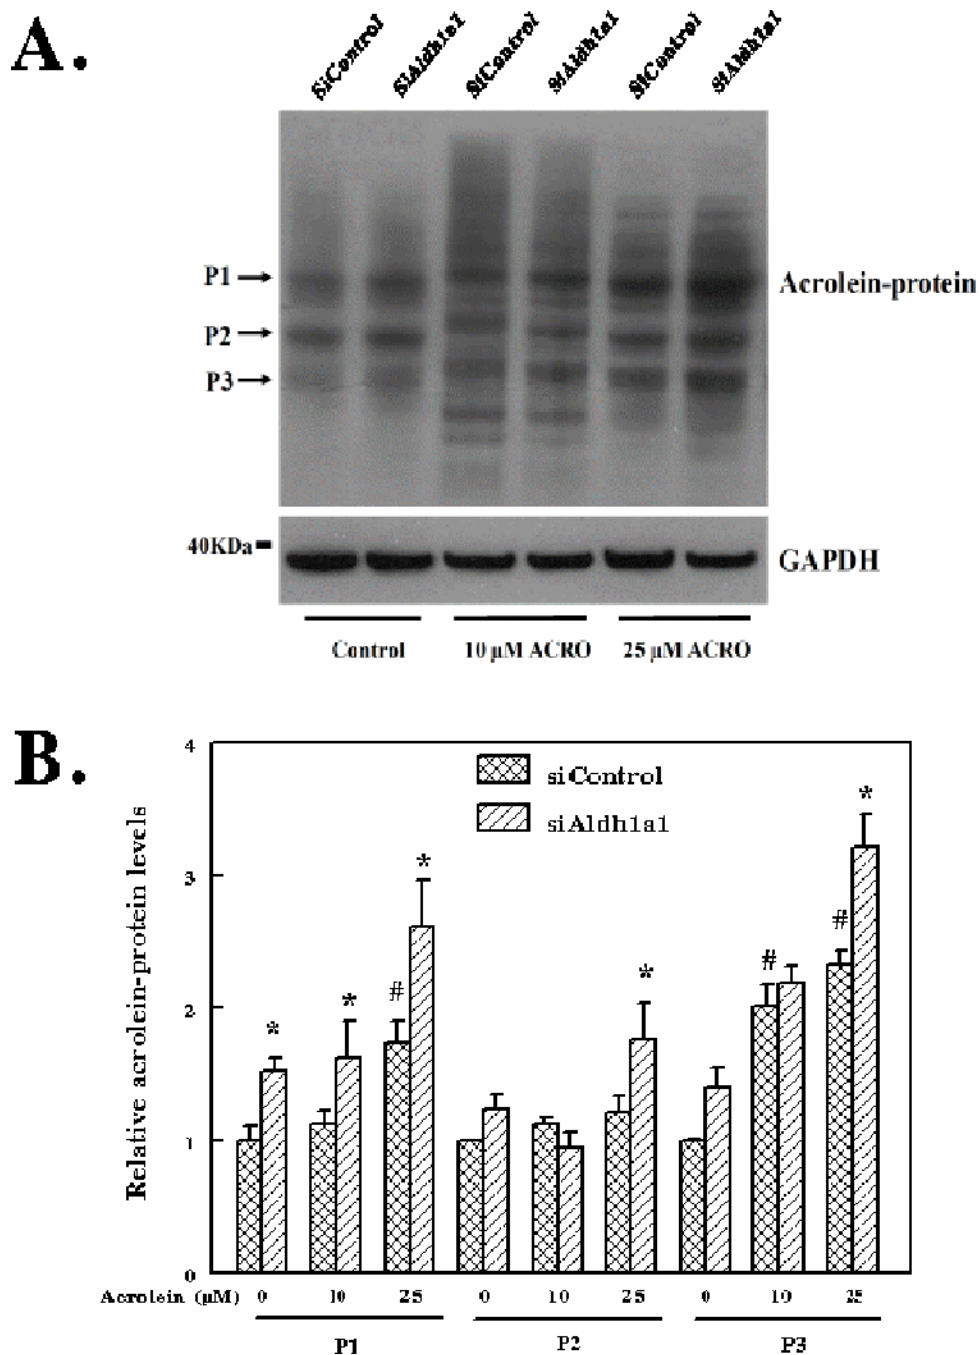 A.
SiControl SiAldh1a1 SiControl SiAldh1a1 SiControl SiAldh1a1
P1
Acrolein-protein
P2
P3
40KDa
GAPDH
Control 10 µM ACRO 25 µM ACRO
B.
4
siControl
siAldh1a1
* * # * * # # *
3
2
1
0
Relative acrolein-protein levels
Acrolein (µM) 0 10 25 0 10 25 0 10 25
P1 P2 P3